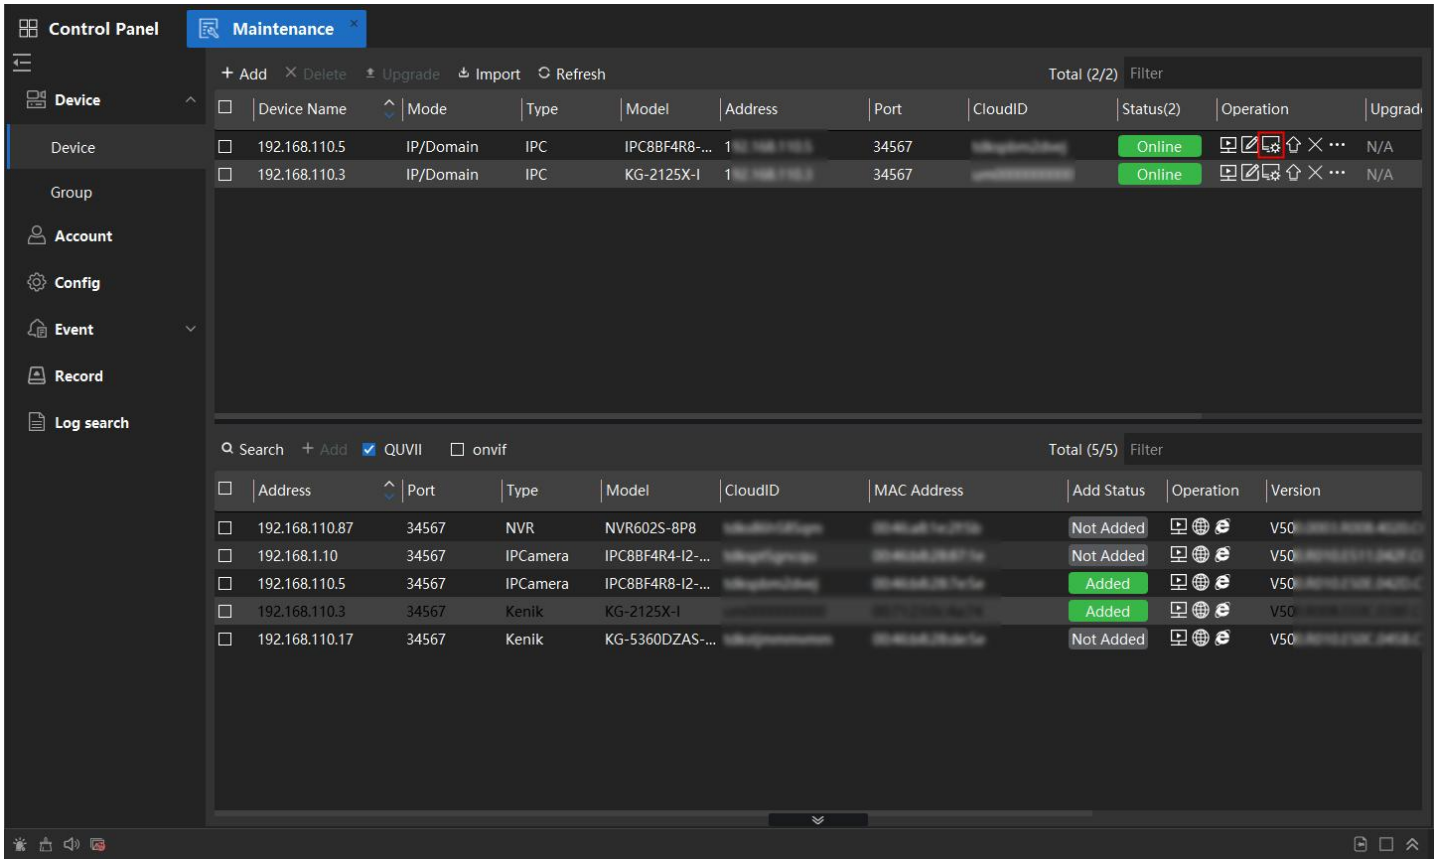 Control Panel Maintenance ×
+ Add × Delete Upgrade Import Refresh Total (2/2) Filter
Device
Device Name Mode Type Model Address Port CloudID Status(2) Operation Upgrad
Device
192.168.110.5 IP/Domain IPC IPC8BF4R8-... 34567 Online N/A
192.168.110.3 IP/Domain IPC KG-2125X-I 34567 Online N/A
Group
Account
Config
Event
Record
Log search
Search + Add QUVII onvif Total (5/5) Filter
Address Port Type Model CloudID MAC Address Add Status Operation Version
192.168.110.87 34567 NVR NVR602S-8P8 Not Added V50
192.168.1.10 34567 IPCamera IPC8BF4R4-I2-... Not Added V50
192.168.110.5 34567 IPCamera IPC8BF4R8-I2-... Added V50
192.168.110.3 34567 Kenik KG-2125X-I Added V50
192.168.110.17 34567 Kenik KG-5360DZAS-... Not Added V50